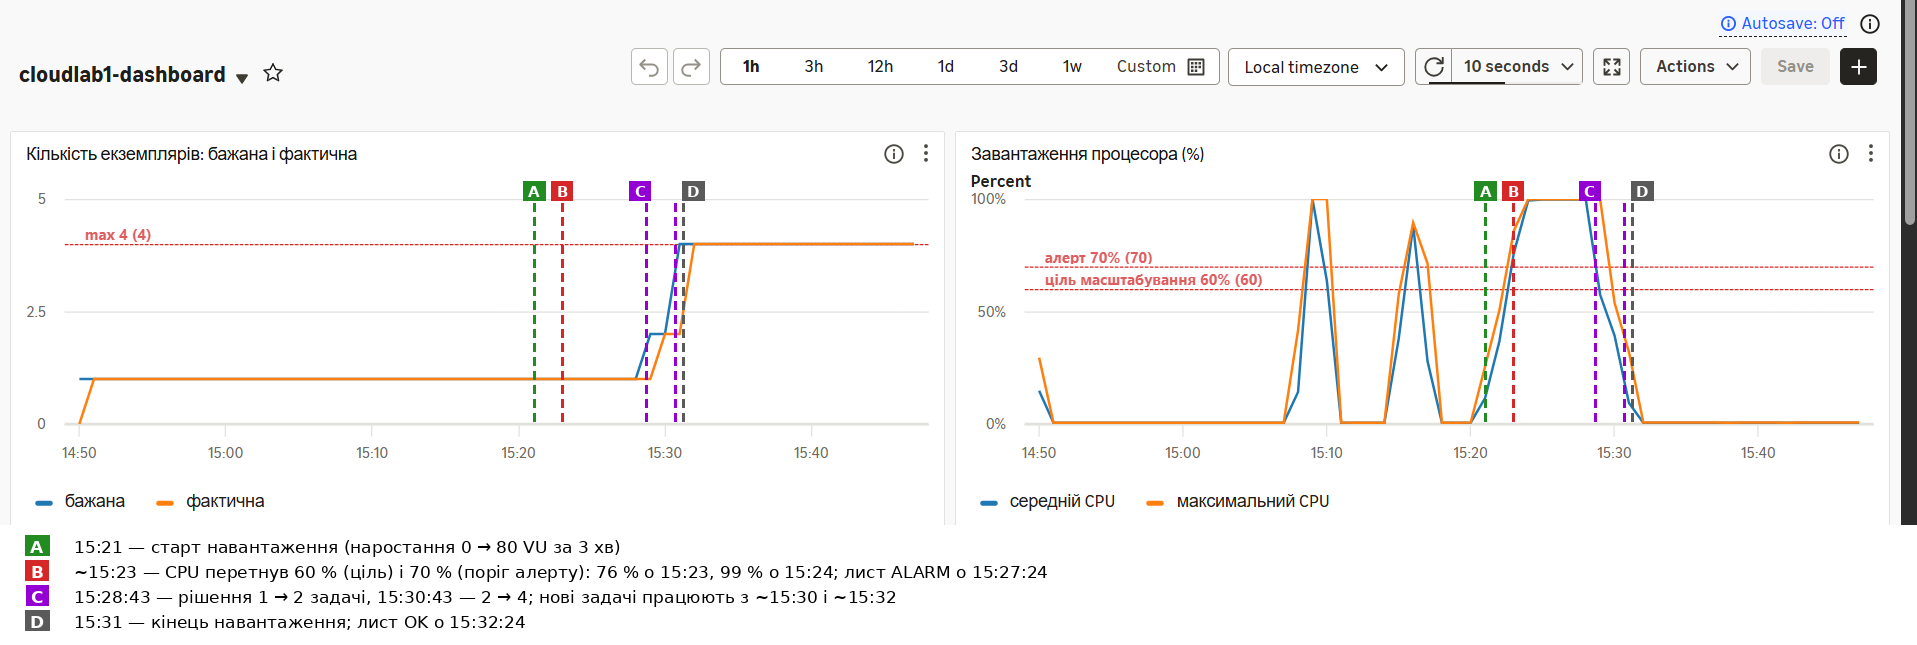 Autosave: Off
cloudlab1-dashboard
1h 3h 12h 1d 3d 1w Custom
Local timezone
10 seconds
Actions
Save
Кількість екземплярів: бажана і фактична
A B C D
5
max 4 (4)
2.5
0
14:50 15:00 15:10 15:20 15:30 15:40
бажана фактична
Завантаження процесора (%)
Percent
A B C D
100%
алерт 70% (70)
ціль масштабування 60% (60)
50%
0%
14:50 15:00 15:10 15:20 15:30 15:40
середній CPU максимальний CPU
A 15:21 — старт навантаження (наростання 0 → 80 VU за 3 хв)
B ~15:23 — CPU перетнув 60 % (ціль) і 70 % (поріг алерту): 76 % о 15:23, 99 % о 15:24; лист ALARM о 15:27:24
C 15:28:43 — рішення 1 → 2 задачі, 15:30:43 — 2 → 4; нові задачі працюють з ~15:30 і ~15:32
D 15:31 — кінець навантаження; лист OK о 15:32:24